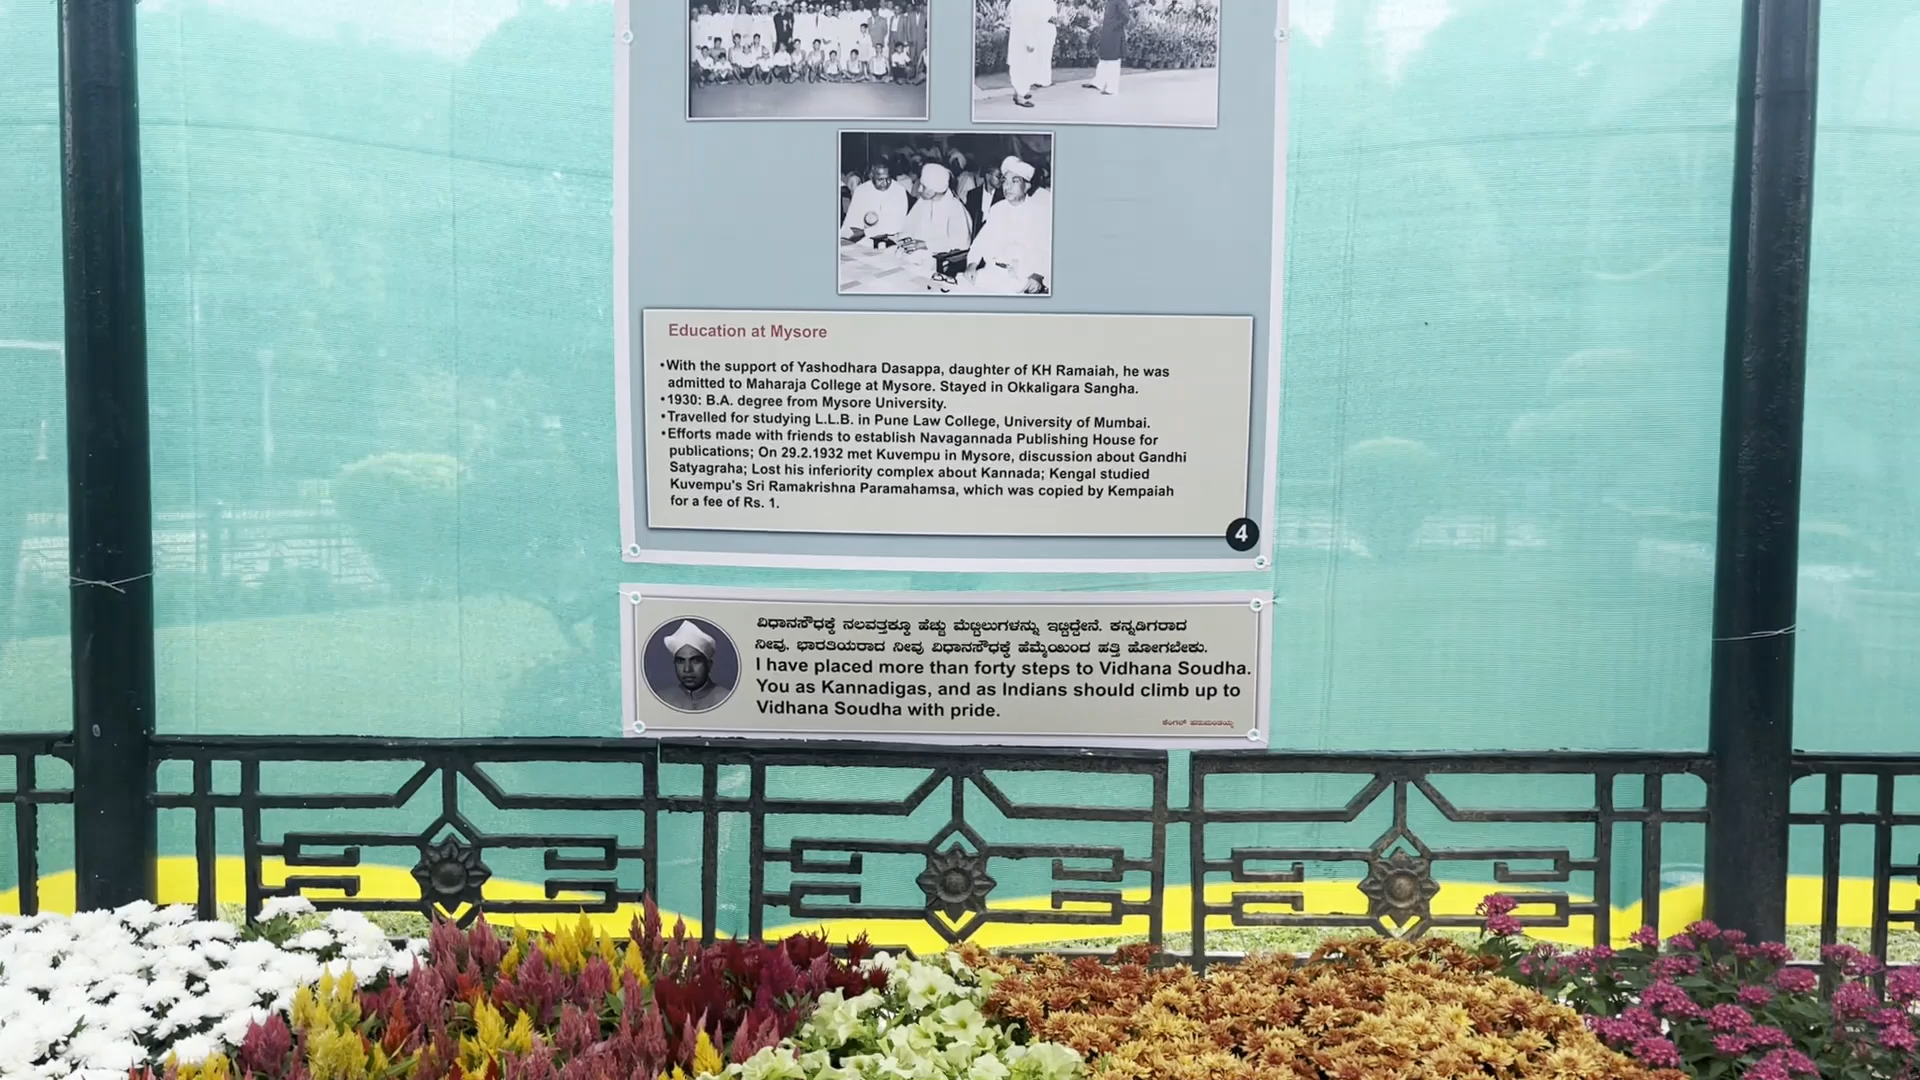 Education at Mysore
•With the support of Yashodhara Dasappa, daughter of KH Ramaiah, he was
admitted to Maharaja College at Mysore. Stayed in Okkaligara Sangha.
•1930: B.A. degree from Mysore University.
•Travelled for studying L.L.B. in Pune Law College, University of Mumbai.
•Efforts made with friends to establish Navagannada Publishing House for
publications; On 29.2.1932 met Kuvempu in Mysore, discussion about Gandhi
Satyagraha; Lost his inferiority complex about Kannada; Kengal studied
Kuvempu's Sri Ramakrishna Paramahamsa, which was copied by Kempaiah
for a fee of Rs. 1.
4
ವಿಧಾನಸೌಧಕ್ಕೆ ನಲವತ್ತಕ್ಕೂ ಹೆಚ್ಚು ಮೆಟ್ಟಿಲುಗಳನ್ನು ಇಟ್ಟಿದ್ದೇನೆ. ಕನ್ನಡಿಗರಾದ
ನೀವು, ಭಾರತಿಯರಾದ ನೀವು ವಿಧಾನಸೌಧಕ್ಕೆ ಹೆಮ್ಮೆಯಿಂದ ಹತ್ತಿ ಹೋಗಬೇಕು.
I have placed more than forty steps to Vidhana Soudha.
You as Kannadigas, and as Indians should climb up to
Vidhana Soudha with pride.
ಕೆಂಗಲ್ ಹನುಮಂತಯ್ಯ